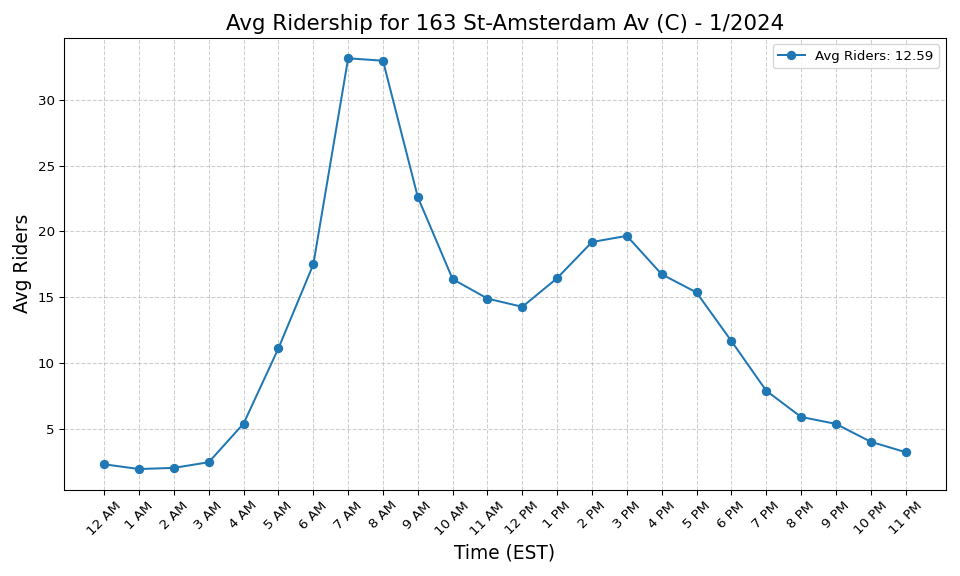 Avg Ridership for 163 St-Amsterdam Av (C) - 1/2024
Avg Riders: 12.59
Avg Riders
30
25
20
15
10
5
12 AM
1 AM
2 AM
3 AM
4 AM
5 AM
6 AM
7 AM
8 AM
9 AM
10 AM
11 AM
12 PM
1 PM
2 PM
3 PM
4 PM
5 PM
6 PM
7 PM
8 PM
9 PM
10 PM
11 PM
Time (EST)